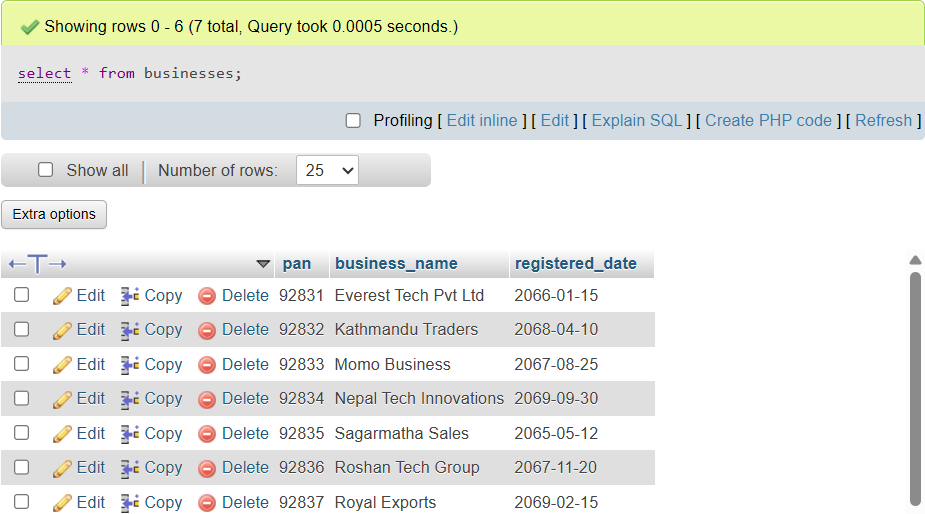 Showing rows 0 - 6 (7 total, Query took 0.0005 seconds.)
select * from businesses;
Profiling [ Edit inline ] [ Edit ] [ Explain SQL ] [ Create PHP code ] [ Refresh ]
Show all | Number of rows: 25
Extra options
←T→ pan business_name registered_date
Edit Copy Delete 92831 Everest Tech Pvt Ltd 2066-01-15
Edit Copy Delete 92832 Kathmandu Traders 2068-04-10
Edit Copy Delete 92833 Momo Business 2067-08-25
Edit Copy Delete 92834 Nepal Tech Innovations 2069-09-30
Edit Copy Delete 92835 Sagarmatha Sales 2065-05-12
Edit Copy Delete 92836 Roshan Tech Group 2067-11-20
Edit Copy Delete 92837 Royal Exports 2069-02-15